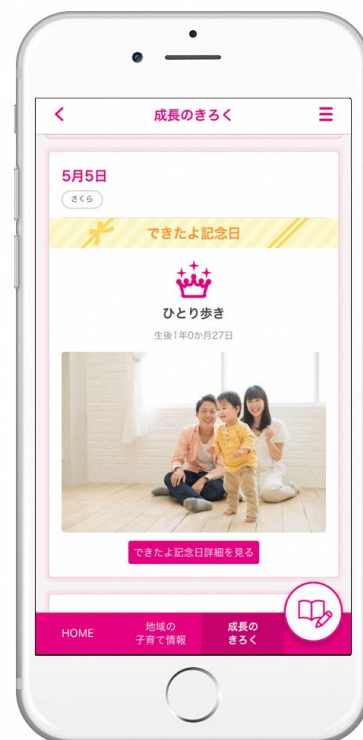 成長のきろく
5月5日
さくら
できたよ記念日
ひとり歩き
生後1年0か月27日
できたよ記念日詳細を見る
HOME
地域の
子育て情報
成長の
きろく